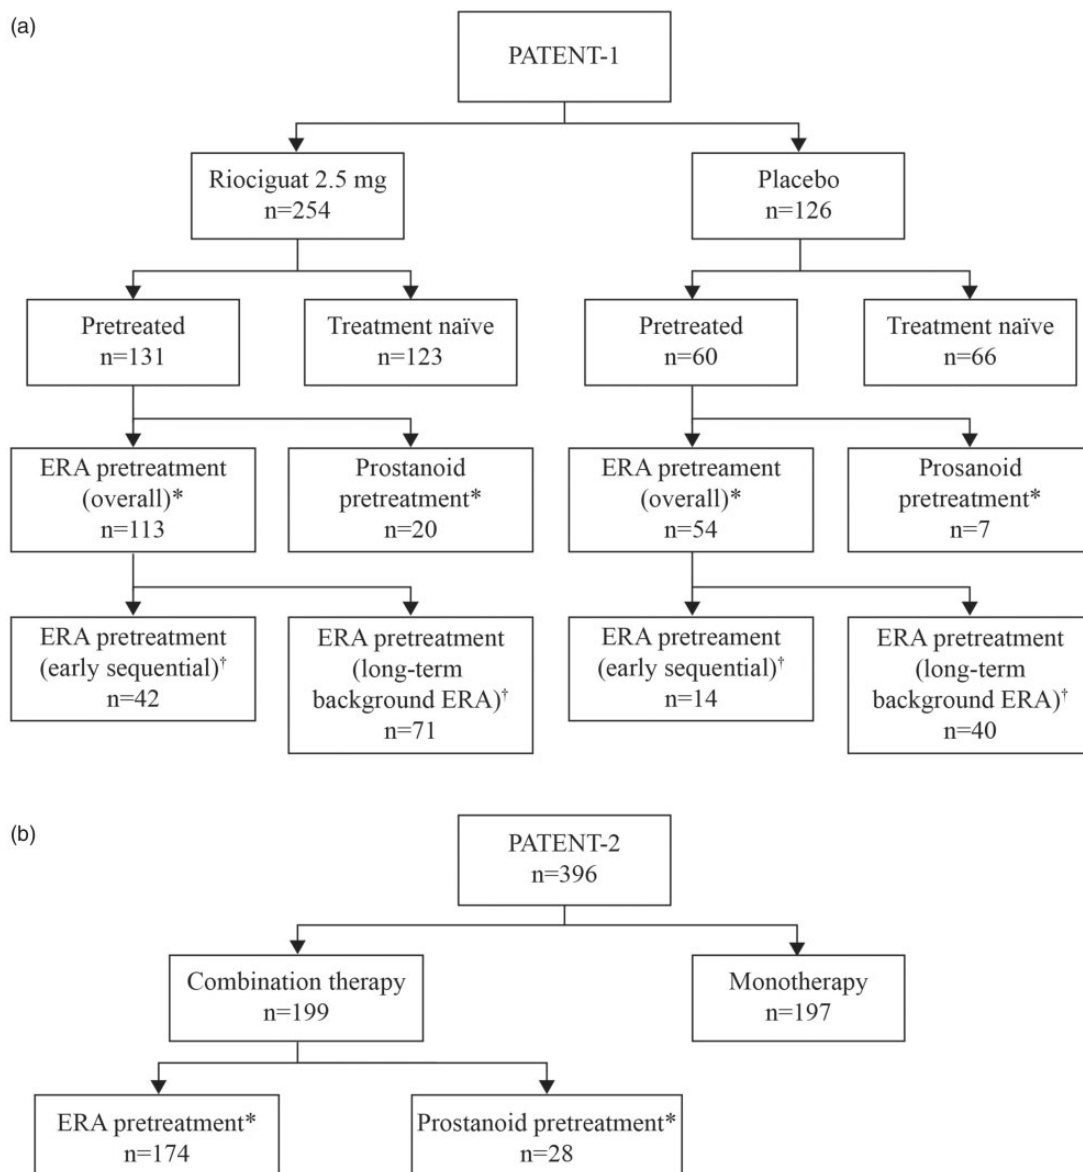 (a)
PATENT-1
Riociguat 2.5 mg
n=254
Placebo
n=126
Pretreated
n=131
Treatment naïve
n=123
Pretreated
n=60
Treatment naïve
n=66
ERA pretreatment
(overall)*
n=113
Prostanoid
pretreatment*
n=20
ERA pretreament
(overall)*
n=54
Prosanoid
pretreatment*
n=7
ERA pretreatment
(early sequential)†
n=42
ERA pretreatment
(long-term
background ERA)†
n=71
ERA pretreament
(early sequential)†
n=14
ERA pretreatment
(long-term
background ERA)†
n=40
(b)
PATENT-2
n=396
Combination therapy
n=199
Monotherapy
n=197
ERA pretreatment*
n=174
Prostanoid pretreatment*
n=28